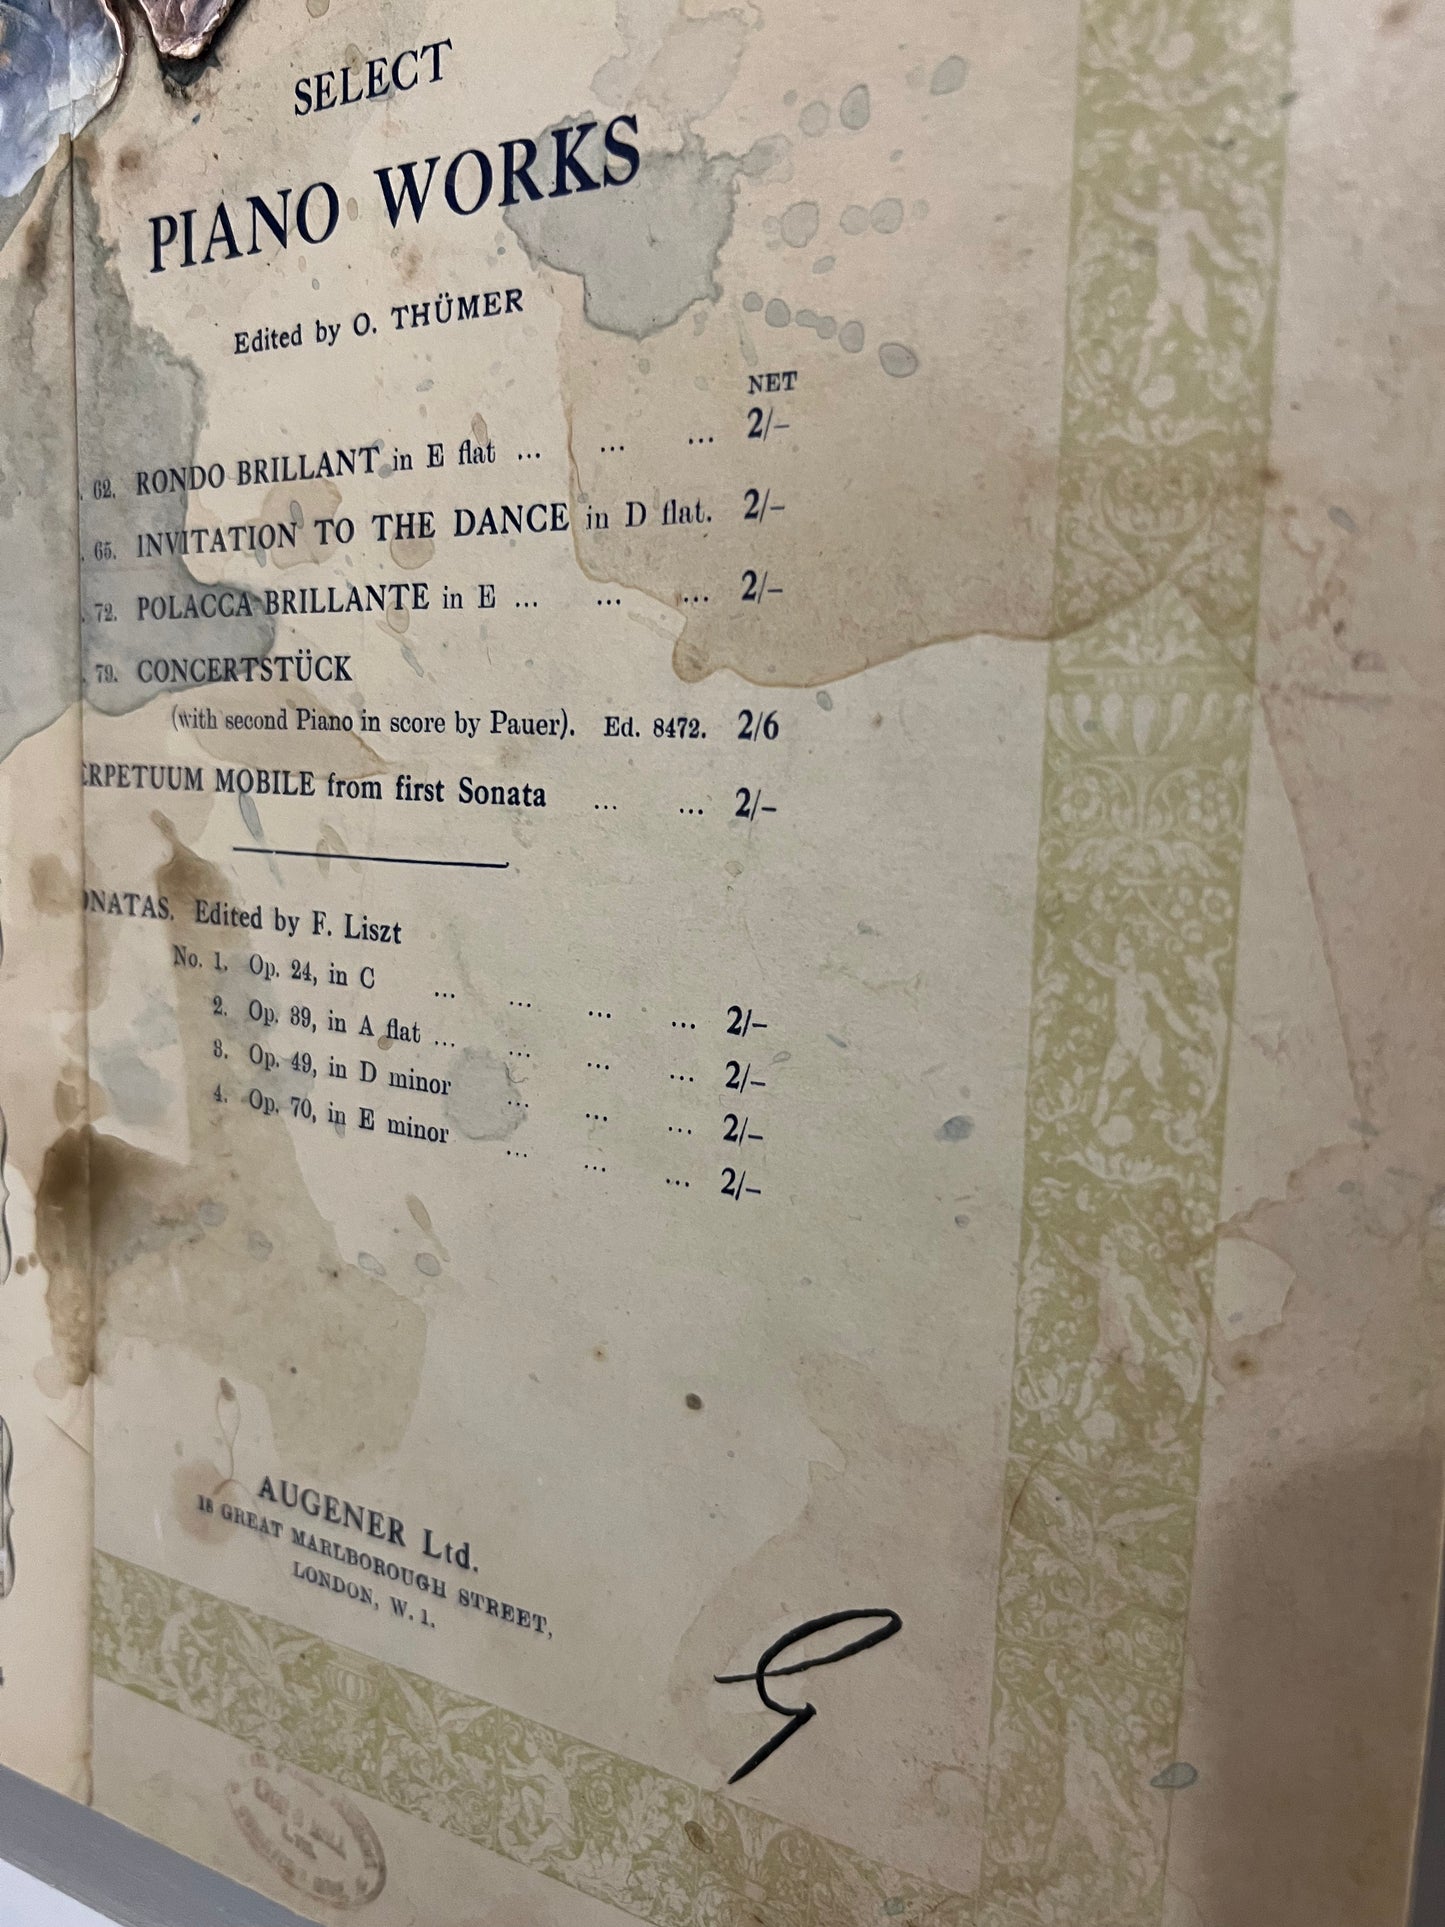 SELECT
PIANO WORKS
Edited by O. THÜMER
NET
62. RONDO BRILLANT in E flat ... ... ... 2/–
65. INVITATION TO THE DANCE in D flat. 2/–
72. POLACCA BRILLANTE in E ... ... ... 2/–
79. CONCERTSTÜCK
(with second Piano in score by Pauer). Ed. 8472. 2/6
ERPETUUM MOBILE from first Sonata ... ... 2/–
ONATAS. Edited by F. Liszt
No. 1. Op. 24, in C ... ... ... ... 2/–
2. Op. 39, in A flat ... ... ... ... 2/–
3. Op. 49, in D minor ... ... ... 2/–
4. Op. 70, in E minor ... ... ... 2/–
AUGENER Ltd.
18 GREAT MARLBOROUGH STREET,
LONDON, W. 1.